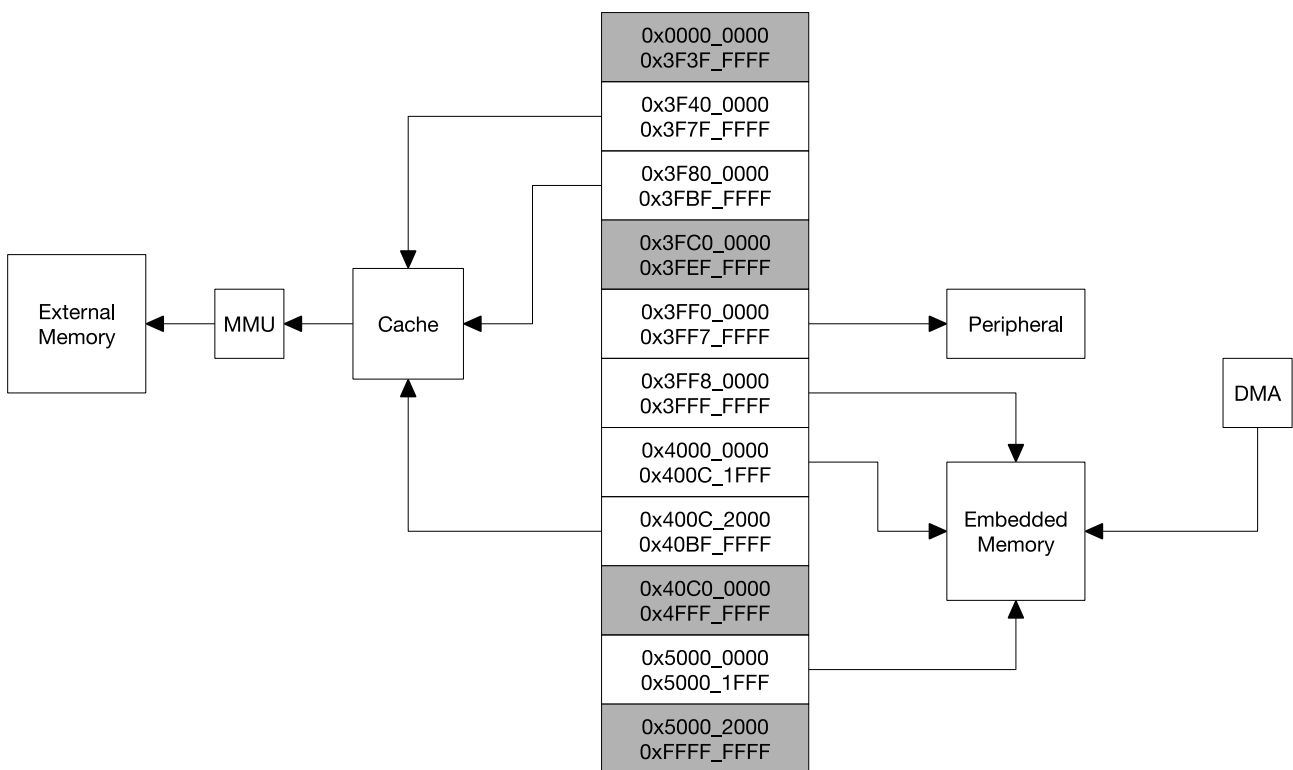 0x0000_0000
0x3F3F_FFFF
0x3F40_0000
0x3F7F_FFFF
0x3F80_0000
0x3FBF_FFFF
0x3FC0_0000
0x3FEF_FFFF
External
Memory
MMU
Cache
0x3FF0_0000
0x3FF7_FFFF
Peripheral
0x3FF8_0000
0x3FFF_FFFF
DMA
0x4000_0000
0x400C_1FFF
0x400C_2000
0x40BF_FFFF
Embedded
Memory
0x40C0_0000
0x4FFF_FFFF
0x5000_0000
0x5000_1FFF
0x5000_2000
0xFFFF_FFFF